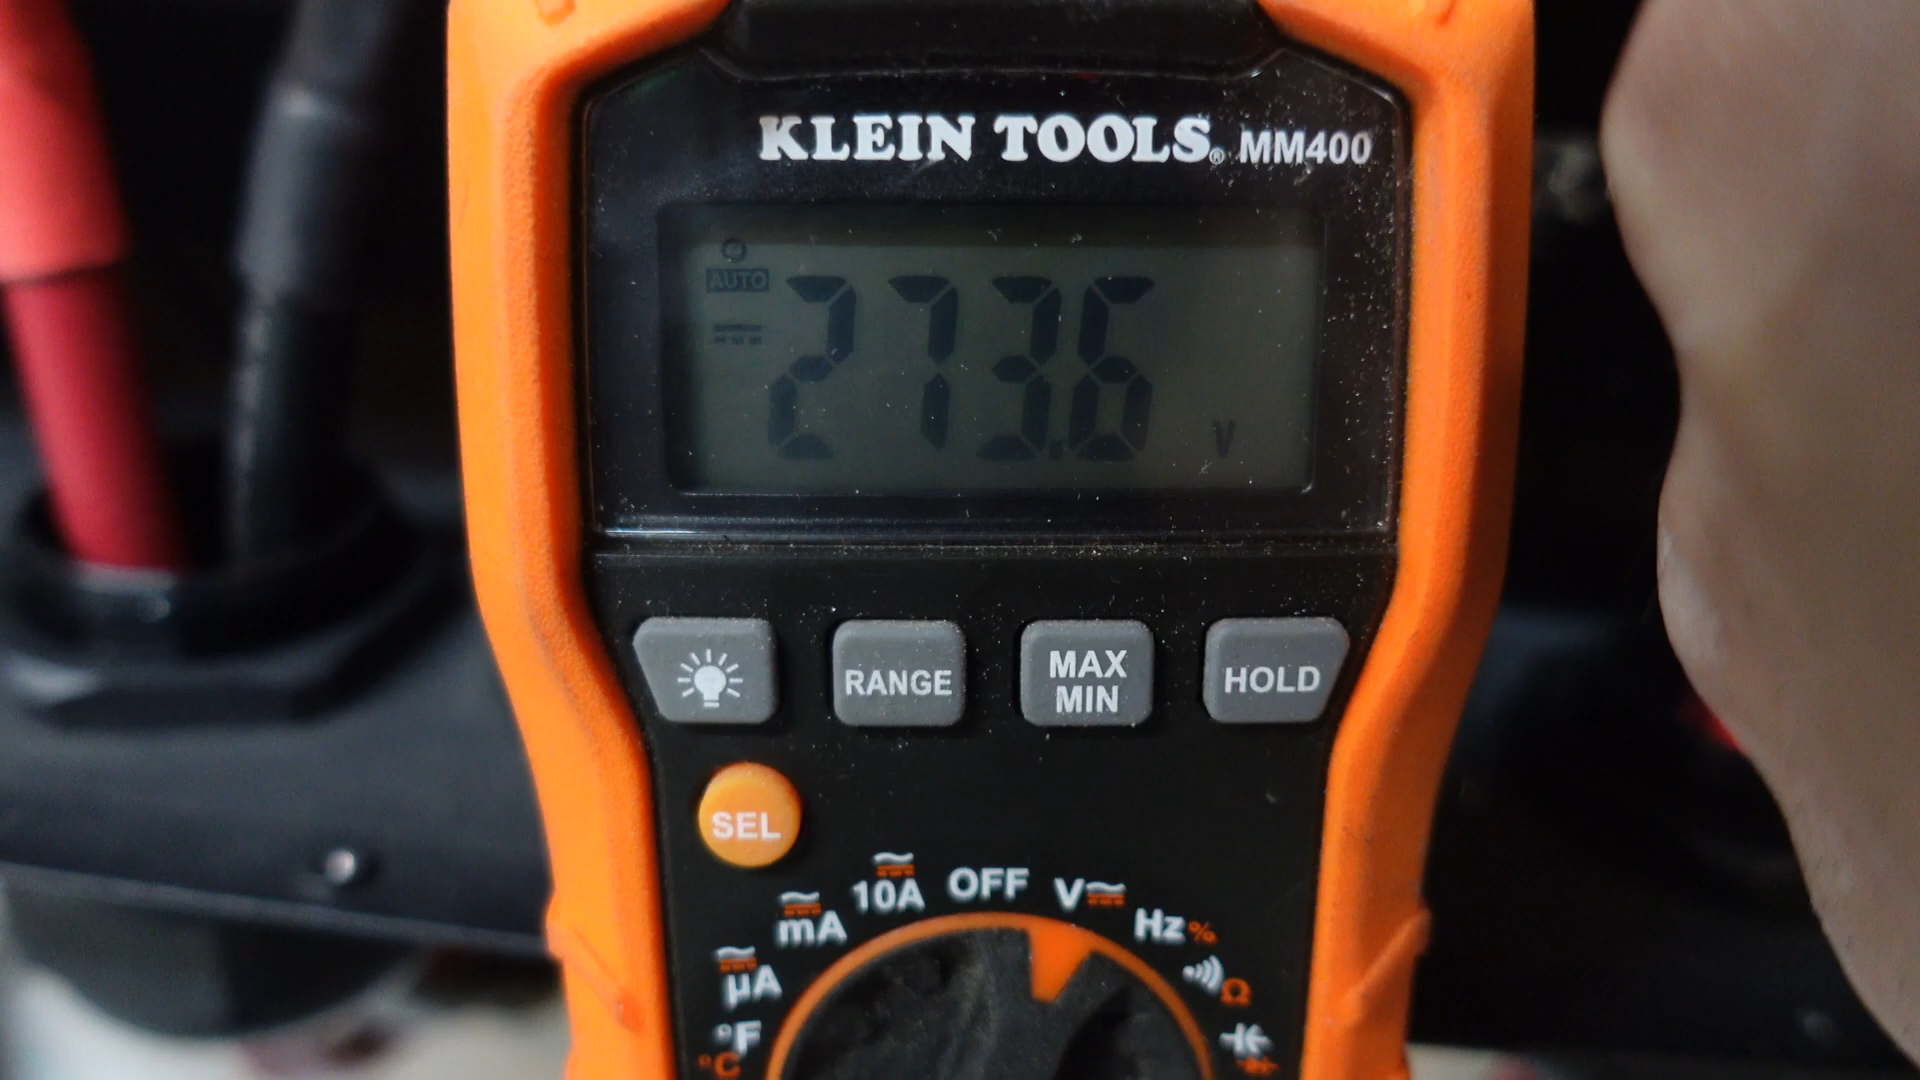 KLEIN TOOLS® MM400
AUTO
273.6 V
RANGE
MAX
MIN
HOLD
SEL
OFF
10A
V
mA
Hz%
µA
Ω
°F
°C